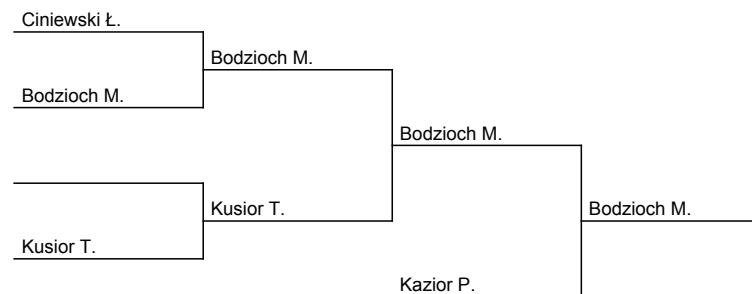 Ciniewski Ł.
Bodzioch M.
Bodzioch M.
Bodzioch M.
Kusior T.
Bodzioch M.
Kusior T.
Kazior P.